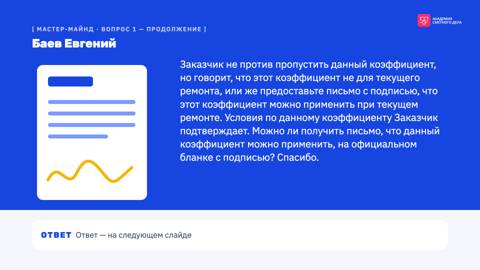 АКАДЕМИЯ
СМЕТНОГО ДЕЛА
[ МАСТЕР-МАЙНД · ВОПРОС 1 — ПРОДОЛЖЕНИЕ ]
Баев Евгений
Заказчик не против пропустить данный коэффициент,
но говорит, что этот коэффициент не для текущего
ремонта, или же предоставьте письмо с подписью, что
этот коэффициент можно применить при текущем
ремонте. Условия по данному коэффициенту Заказчик
подтверждает. Можно ли получить письмо, что данный
коэффициент можно применить, на официальном
бланке с подписью? Спасибо.
ОТВЕТ Ответ — на следующем слайде